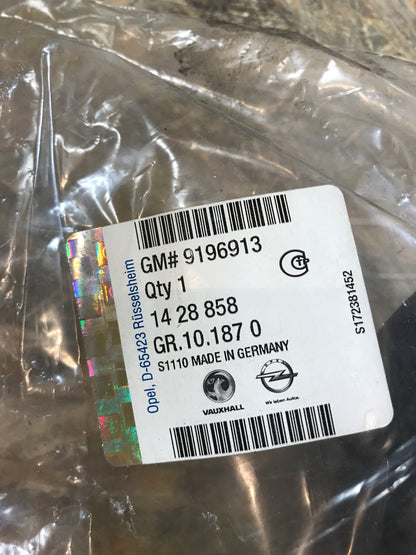 GM# 9196913
Qty 1
14 28 858
GR.10.187 0
S1110 MADE IN GERMANY
VAUXHALL
Wir leben Autos.
Opel, D-65423 Rüsselsheim
S172381452